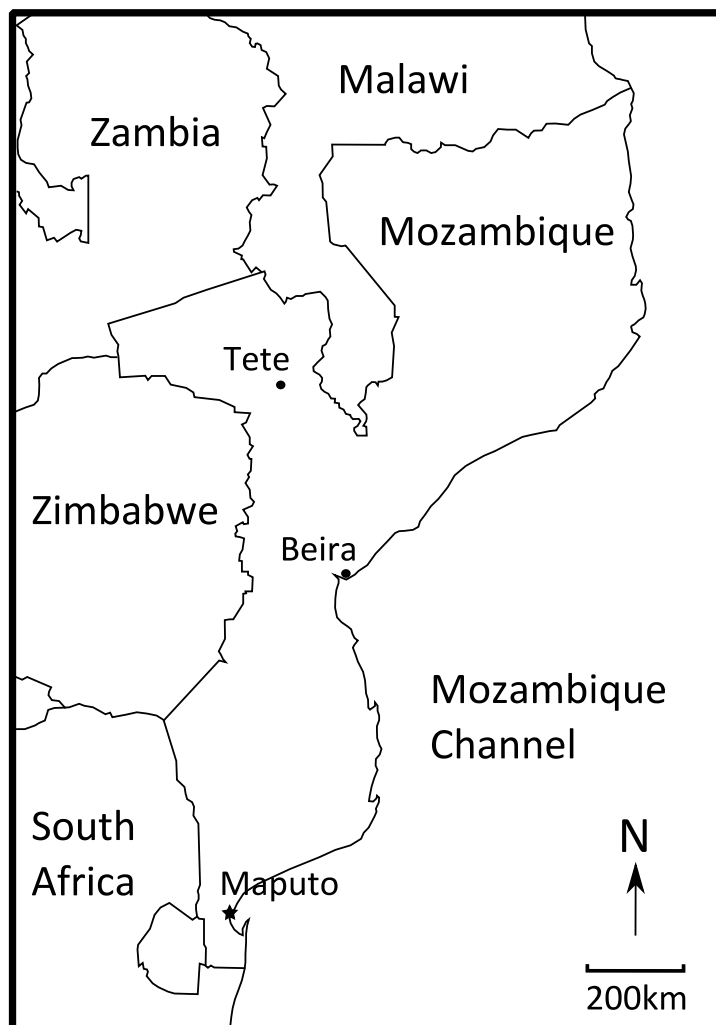 Malawi
Zambia
Mozambique
Tete
Zimbabwe
Beira
Mozambique
Channel
South
Africa
N
Maputo
200km